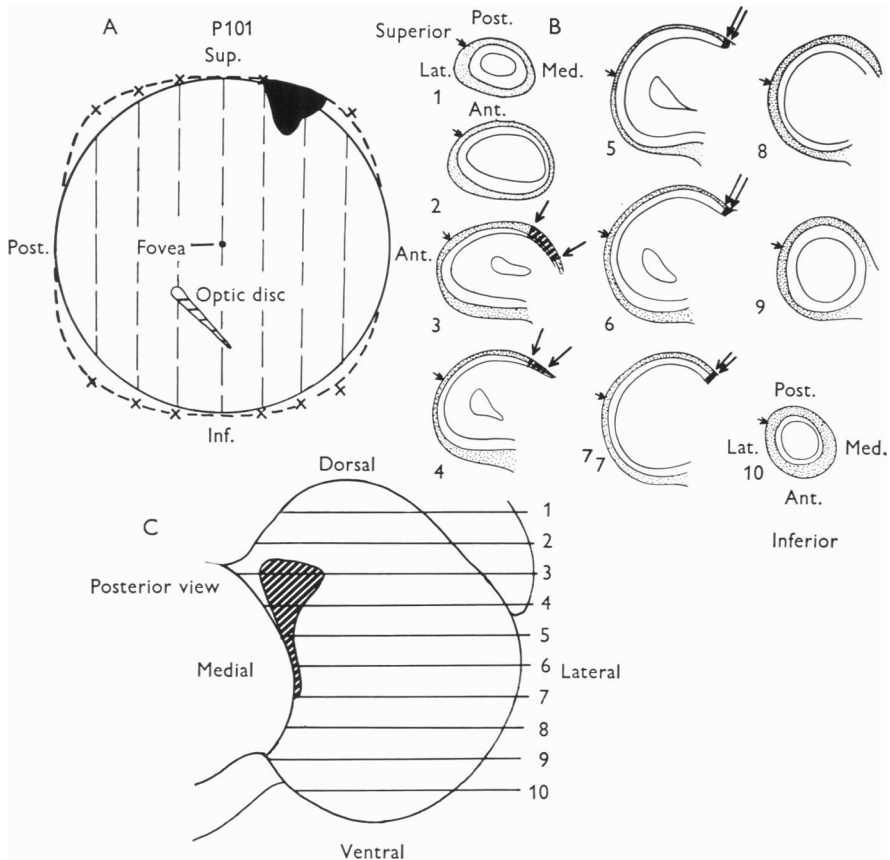 A
P101
Sup.
Post.
Fovea
Ant.
Optic disc
Inf.
B
Post.
Superior
Lat.
Med.
1
Ant.
2
3
4
5
6
7
7
8
9
Post.
Lat.
Med.
10
Ant.
Inferior
C
Dorsal
Posterior view
Medial
Lateral
1
2
3
4
5
6
7
8
9
10
Ventral